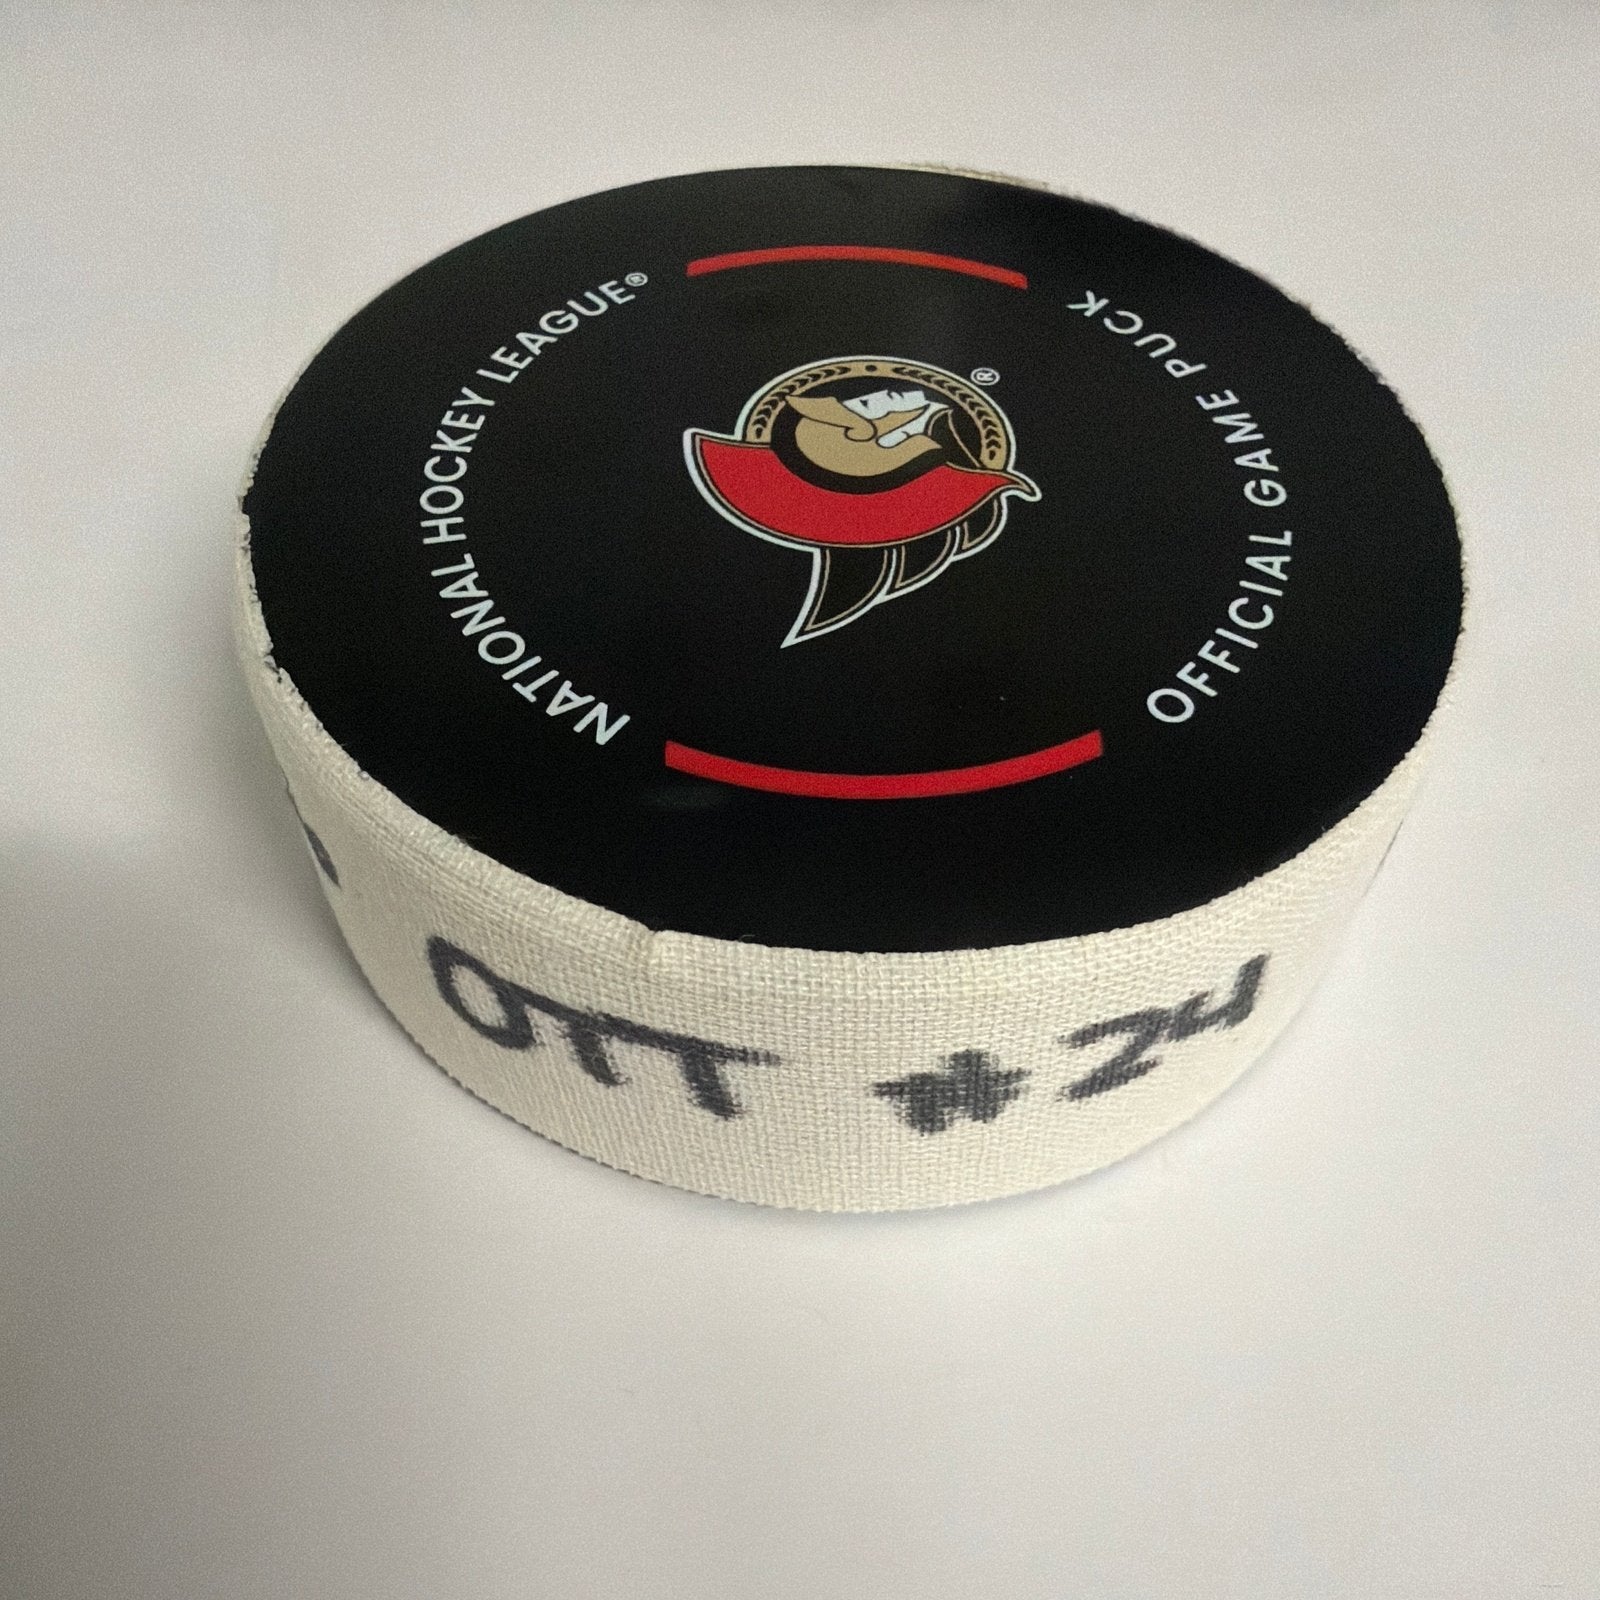 NATIONAL HOCKEY LEAGUE®
OFFICIAL GAME PUCK
®
OTT #24